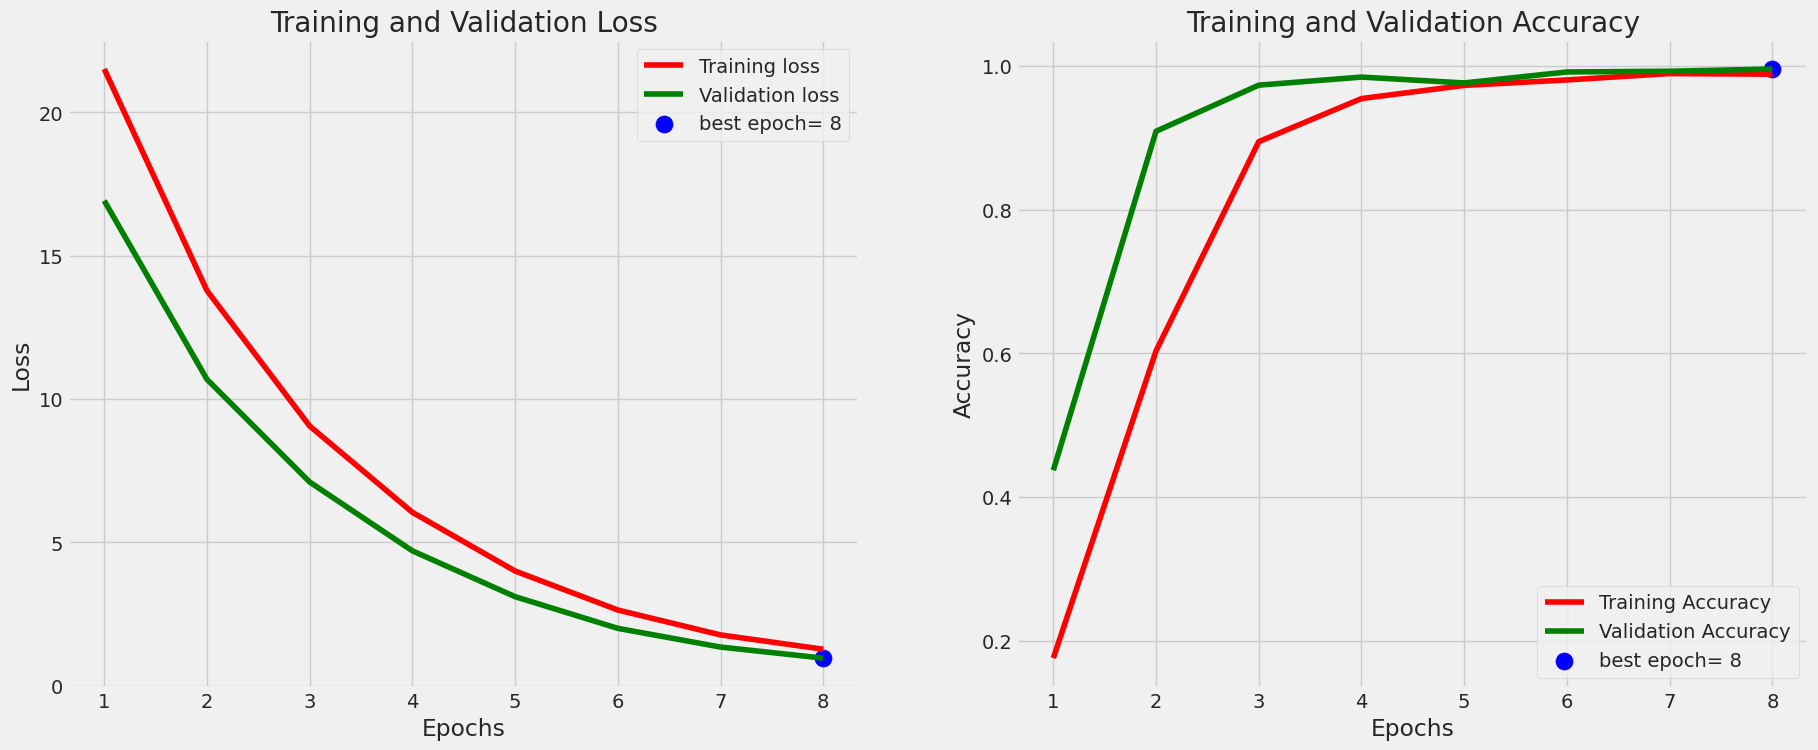 Training and Validation Loss
Training loss
Validation loss
best epoch= 8
Loss
20
15
10
5
0
1 2 3 4 5 6 7 8
Epochs
Training and Validation Accuracy
Accuracy
1.0
0.8
0.6
0.4
0.2
Training Accuracy
Validation Accuracy
best epoch= 8
1 2 3 4 5 6 7 8
Epochs